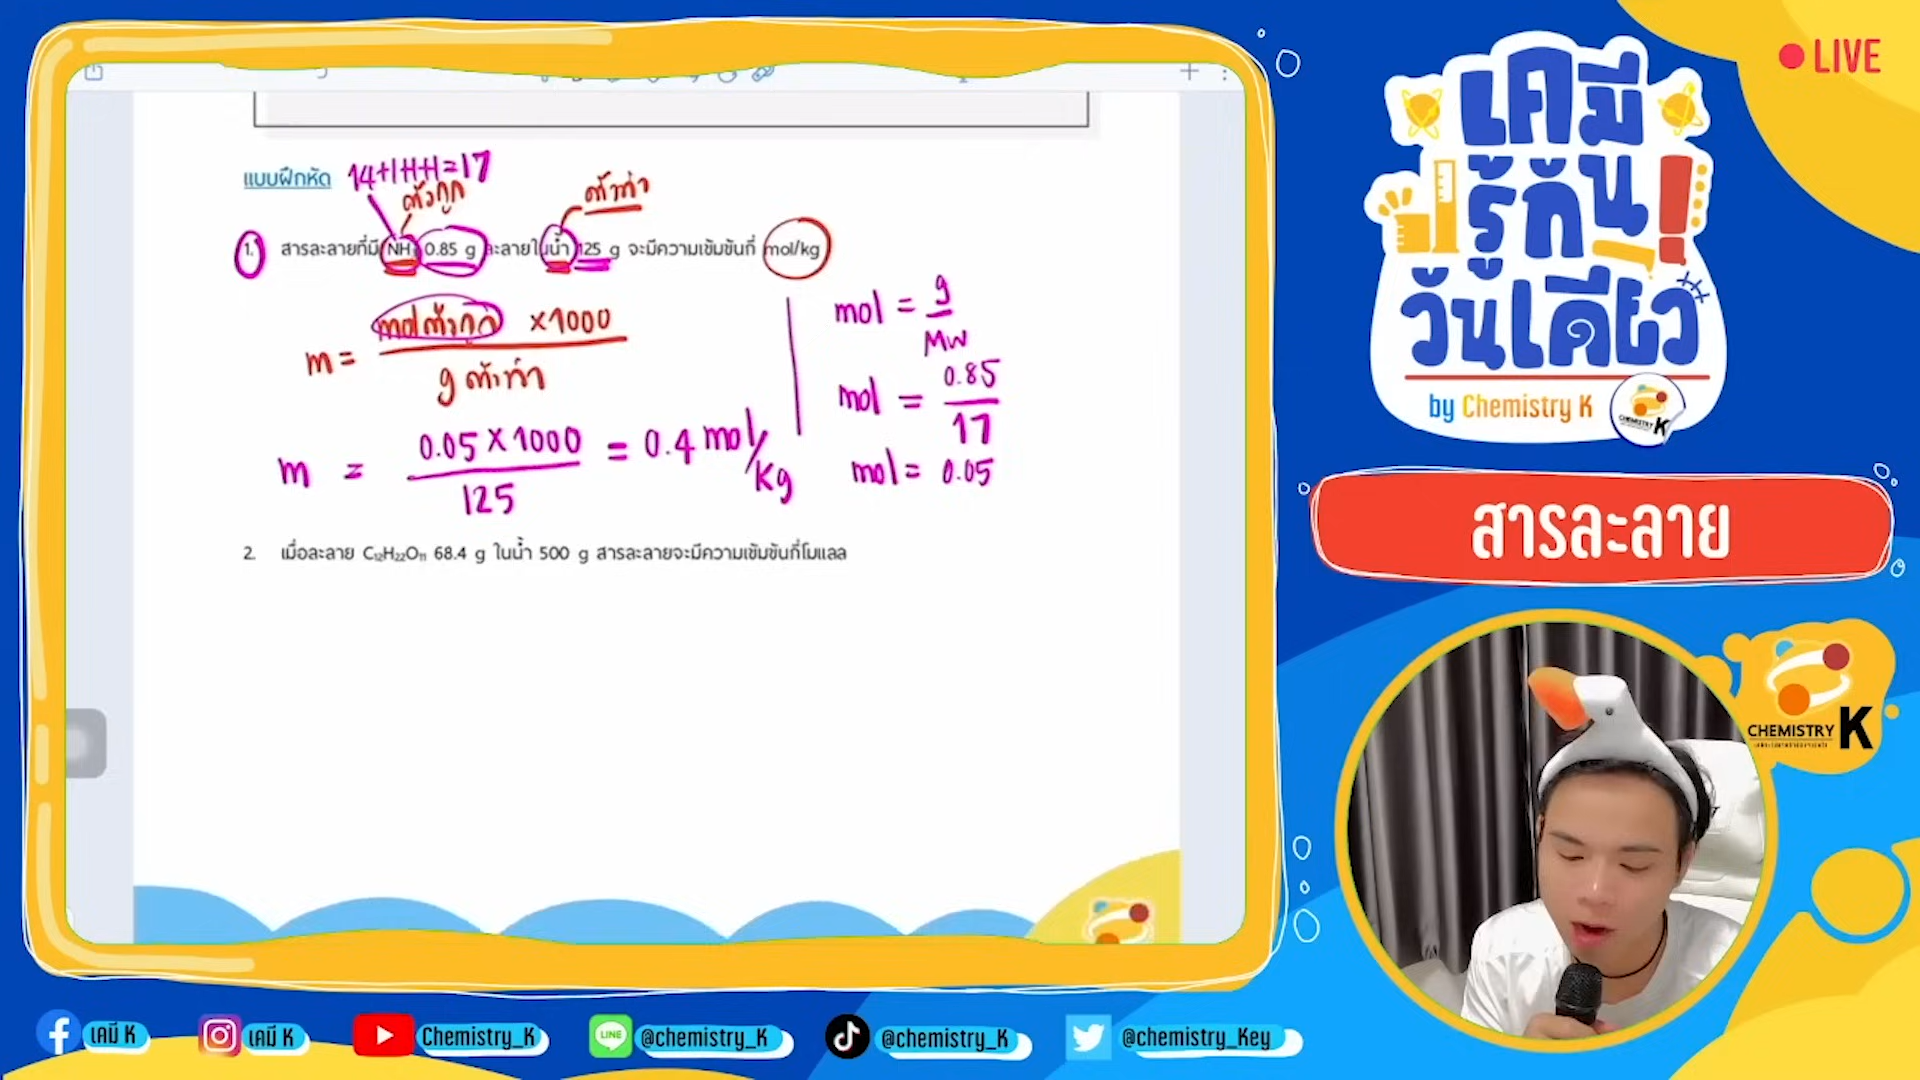 แบบฝึกหัด
14+1+1+1=17
ตัวถูก
ตัวทำ
1. สารละลายที่มี NH 0.85 g ละลายในน้ำ 125 g จะมีความเข้มข้นกี่ mol/kg
m = molตัวถูก ×1000
g ตัวทำ
m = 0.05 × 1000 = 0.4 mol/kg
125
mol = g
Mw
mol = 0.85
17
mol = 0.05
2. เมื่อละลาย C₁₂H₂₂O₁₁ 68.4 g ในน้ำ 500 g สารละลายจะมีความเข้มข้นกี่โมแลล
LIVE
เคมี
รู้กัน!
วันเดียว
by Chemistry K
CHEMISTRY K
สารละลาย
CHEMISTRY K
เคมี K
เคมี K
Chemistry_K
LINE
@chemistry_K
@chemistry_K
@chemistry_Key